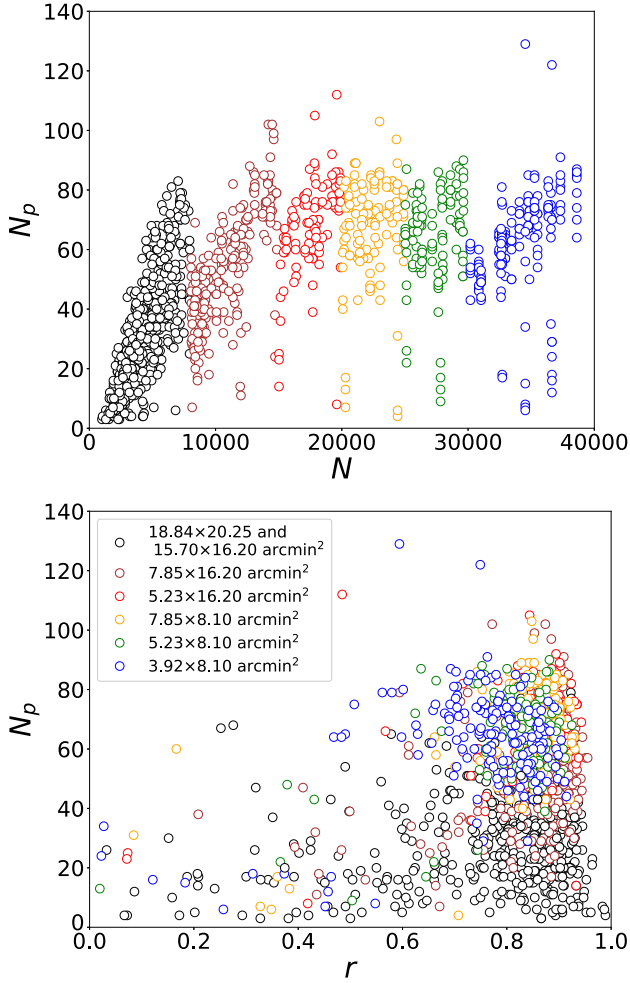 140
120
100
80
60
40
20
0
N_p
0 10000 20000 30000 40000
N
140
120
100
80
60
40
20
0
N_p
18.84×20.25 and
15.70×16.20 arcmin²
7.85×16.20 arcmin²
5.23×16.20 arcmin²
7.85×8.10 arcmin²
5.23×8.10 arcmin²
3.92×8.10 arcmin²
0.0 0.2 0.4 0.6 0.8 1.0
r